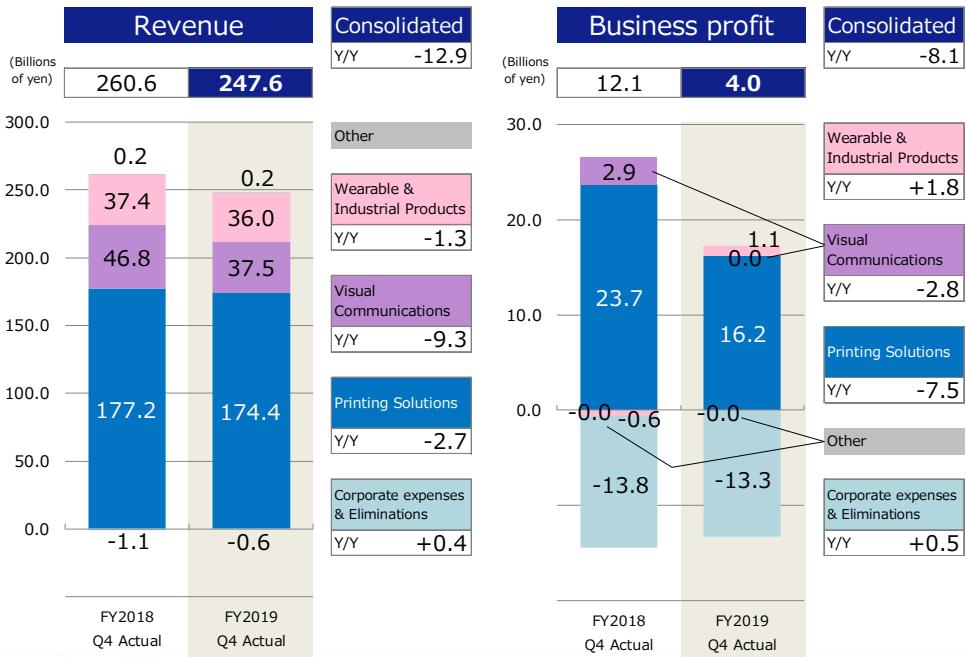 Revenue
Consolidated
Y/Y -12.9
(Billions
of yen)
260.6 247.6
300.0
250.0
200.0
150.0
100.0
50.0
0.0
0.2
37.4
46.8
177.2
-1.1
0.2
36.0
37.5
174.4
-0.6
FY2018
Q4 Actual
FY2019
Q4 Actual
Other
Wearable &
Industrial Products
Y/Y -1.3
Visual
Communications
Y/Y -9.3
Printing Solutions
Y/Y -2.7
Corporate expenses
& Eliminations
Y/Y +0.4
Business profit
Consolidated
Y/Y -8.1
(Billions
of yen)
12.1 4.0
30.0
20.0
10.0
0.0
2.9
23.7
-0.0
-0.6
-13.8
1.1
0.0
16.2
-0.0
-13.3
FY2018
Q4 Actual
FY2019
Q4 Actual
Wearable &
Industrial Products
Y/Y +1.8
Visual
Communications
Y/Y -2.8
Printing Solutions
Y/Y -7.5
Other
Corporate expenses
& Eliminations
Y/Y +0.5